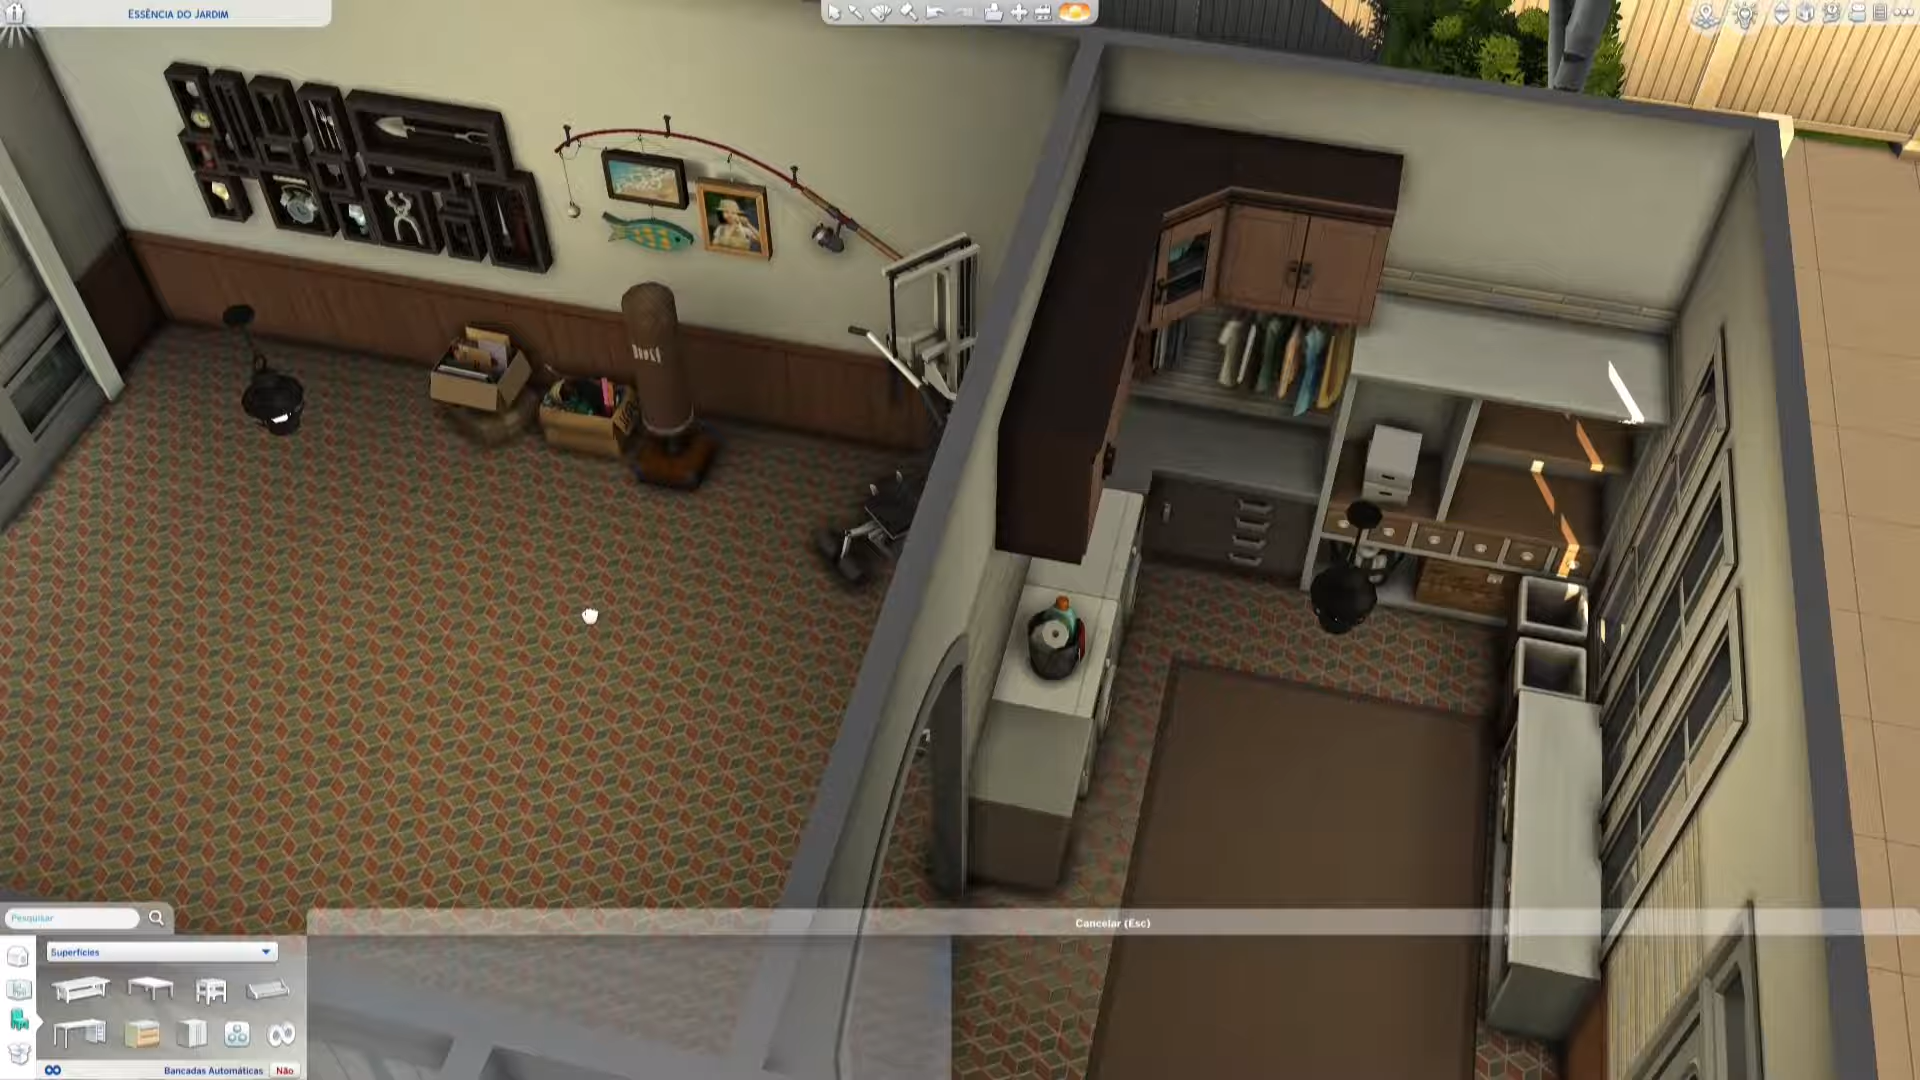 ESSÊNCIA DO JARDIM
Pesquisar
Cancelar (Esc)
Superfícies
Bancadas Automáticas Não